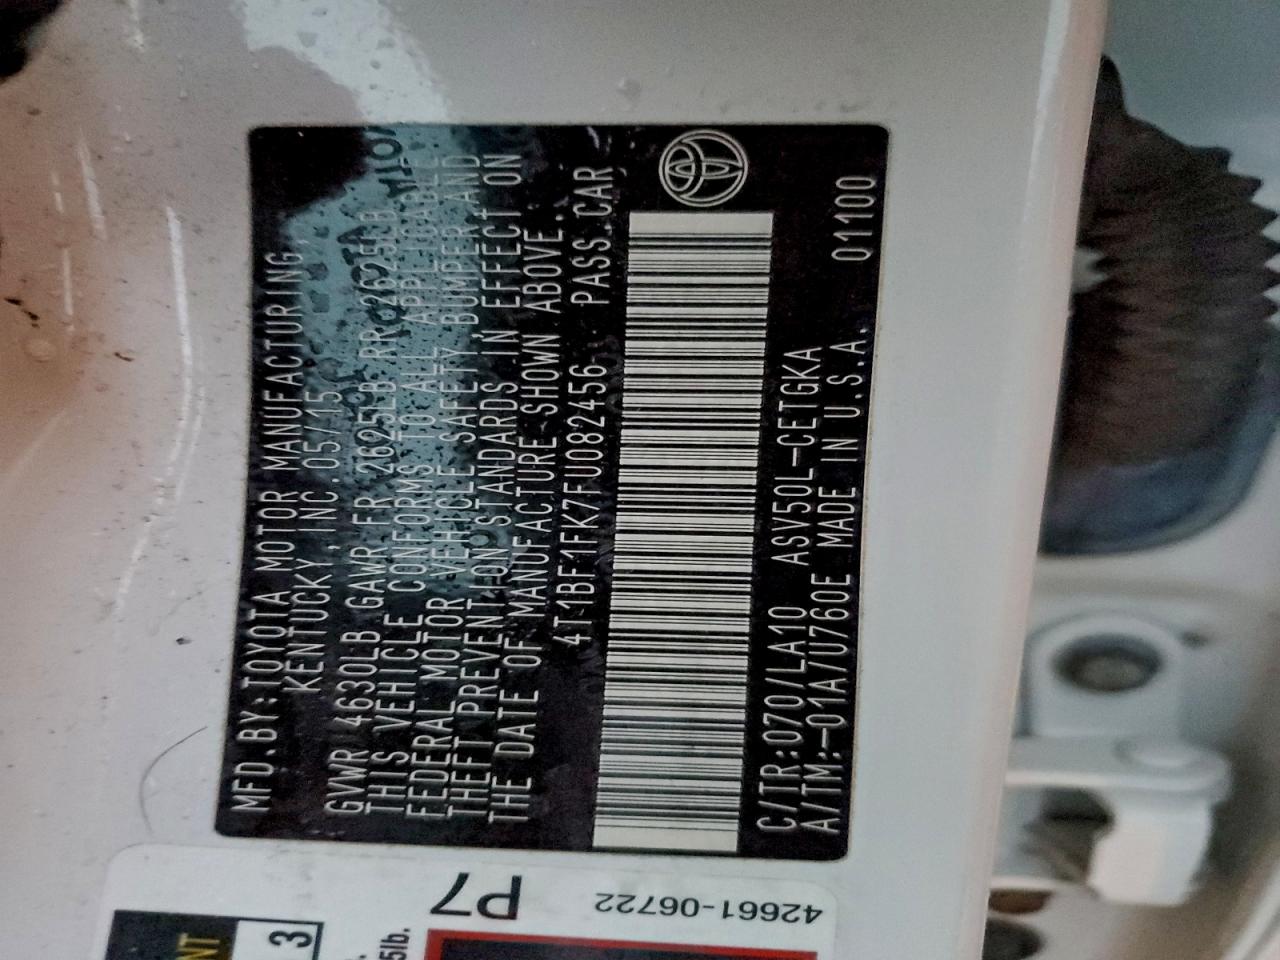 MFD.BY:TOYOTA MOTOR MANUFACTURING,
KENTUCKY,INC. 05/15
GVWR 4630LB GAWR FR 2625LB RR 2625LB
THIS VEHICLE CONFORMS TO ALL APPLICABLE
FEDERAL MOTOR VEHICLE SAFETY,BUMPER,AND
THEFT PREVENTION STANDARDS IN EFFECT ON
THE DATE OF MANUFACTURE SHOWN ABOVE.
4T1BF1FK7FU082456 PASS.CAR
C/TR:070/LA10 ASV50L-CETGKA
A/TM:-01A/U760E MADE IN U.S.A. 01100
P7
42661-06722
3
5lb.